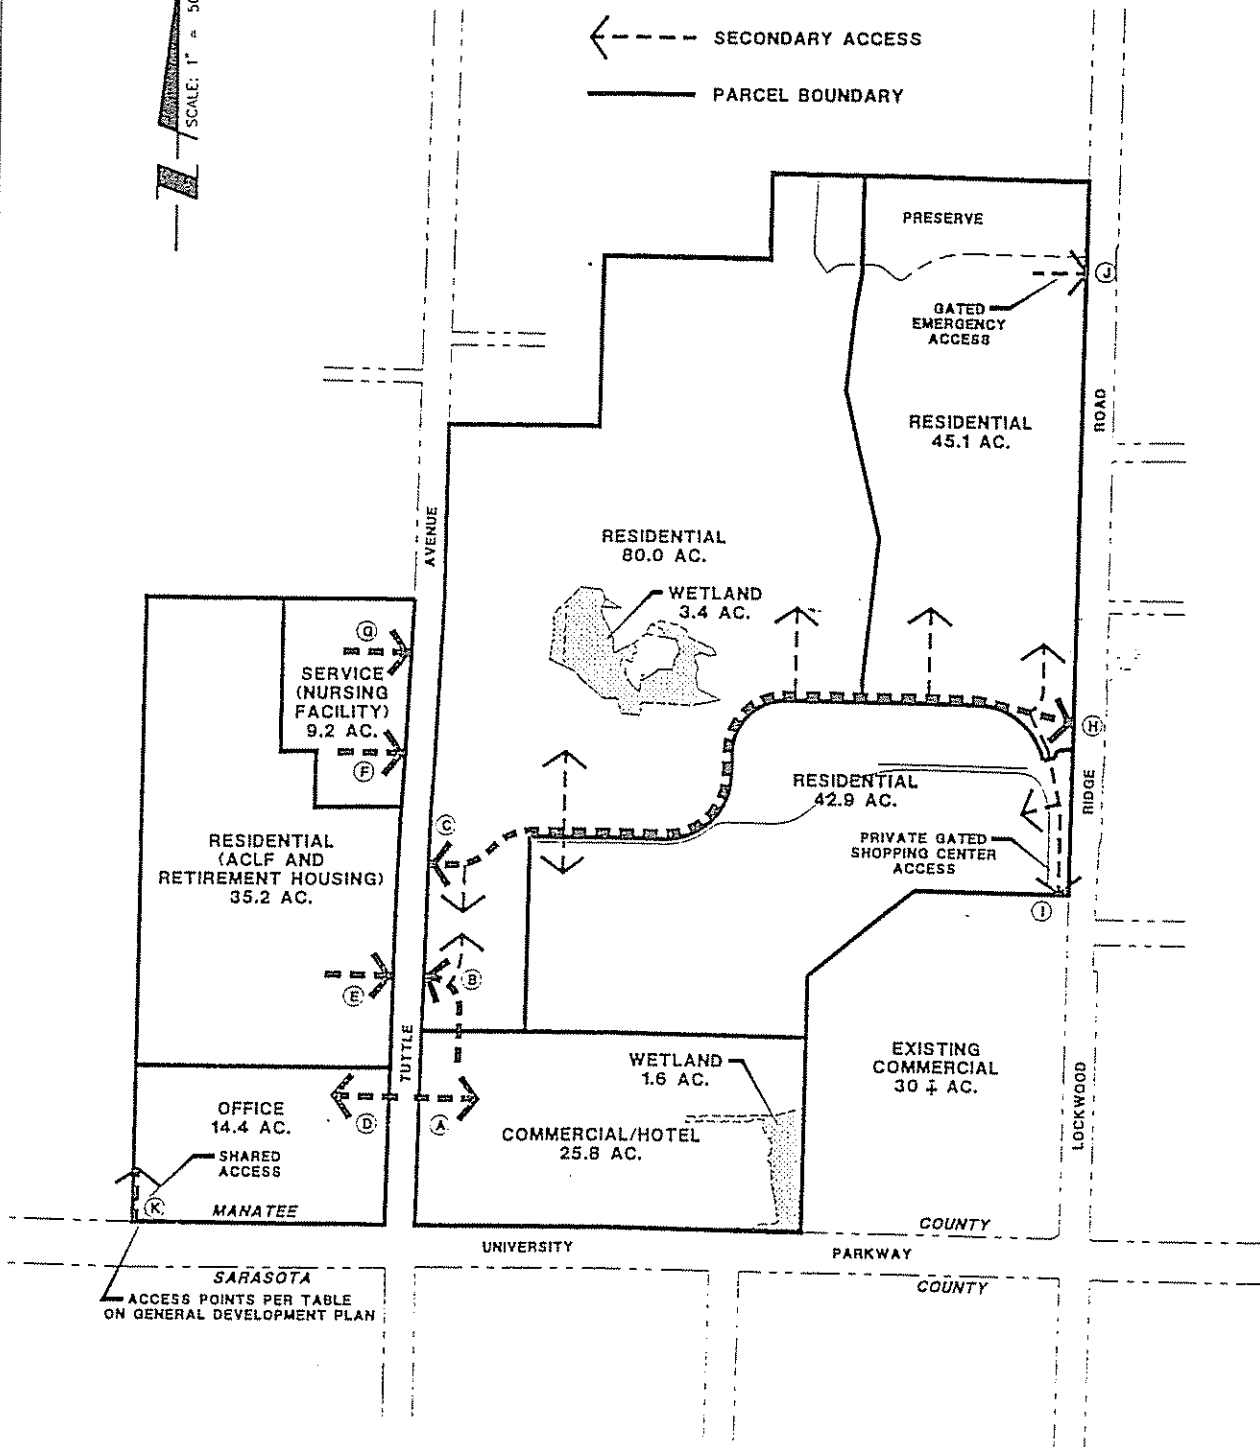 SCALE: 1" = 50
SECONDARY ACCESS
PARCEL BOUNDARY
PRESERVE
J
GATED
EMERGENCY
ACCESS
RESIDENTIAL
45.1 AC.
ROAD
AVENUE
RESIDENTIAL
80.0 AC.
WETLAND
3.4 AC.
G
SERVICE
(NURSING
FACILITY)
9.2 AC.
F
H
RESIDENTIAL
42.9 AC.
RIDGE
C
RESIDENTIAL
(ACLF AND
RETIREMENT HOUSING)
35.2 AC.
PRIVATE GATED
SHOPPING CENTER
ACCESS
I
E
B
TUTTLE
WETLAND
1.6 AC.
EXISTING
COMMERCIAL
30 ± AC.
LOCKWOOD
OFFICE
14.4 AC.
D
A
COMMERCIAL/HOTEL
25.8 AC.
SHARED
ACCESS
K
MANATEE
COUNTY
UNIVERSITY
PARKWAY
SARASOTA
COUNTY
ACCESS POINTS PER TABLE
ON GENERAL DEVELOPMENT PLAN